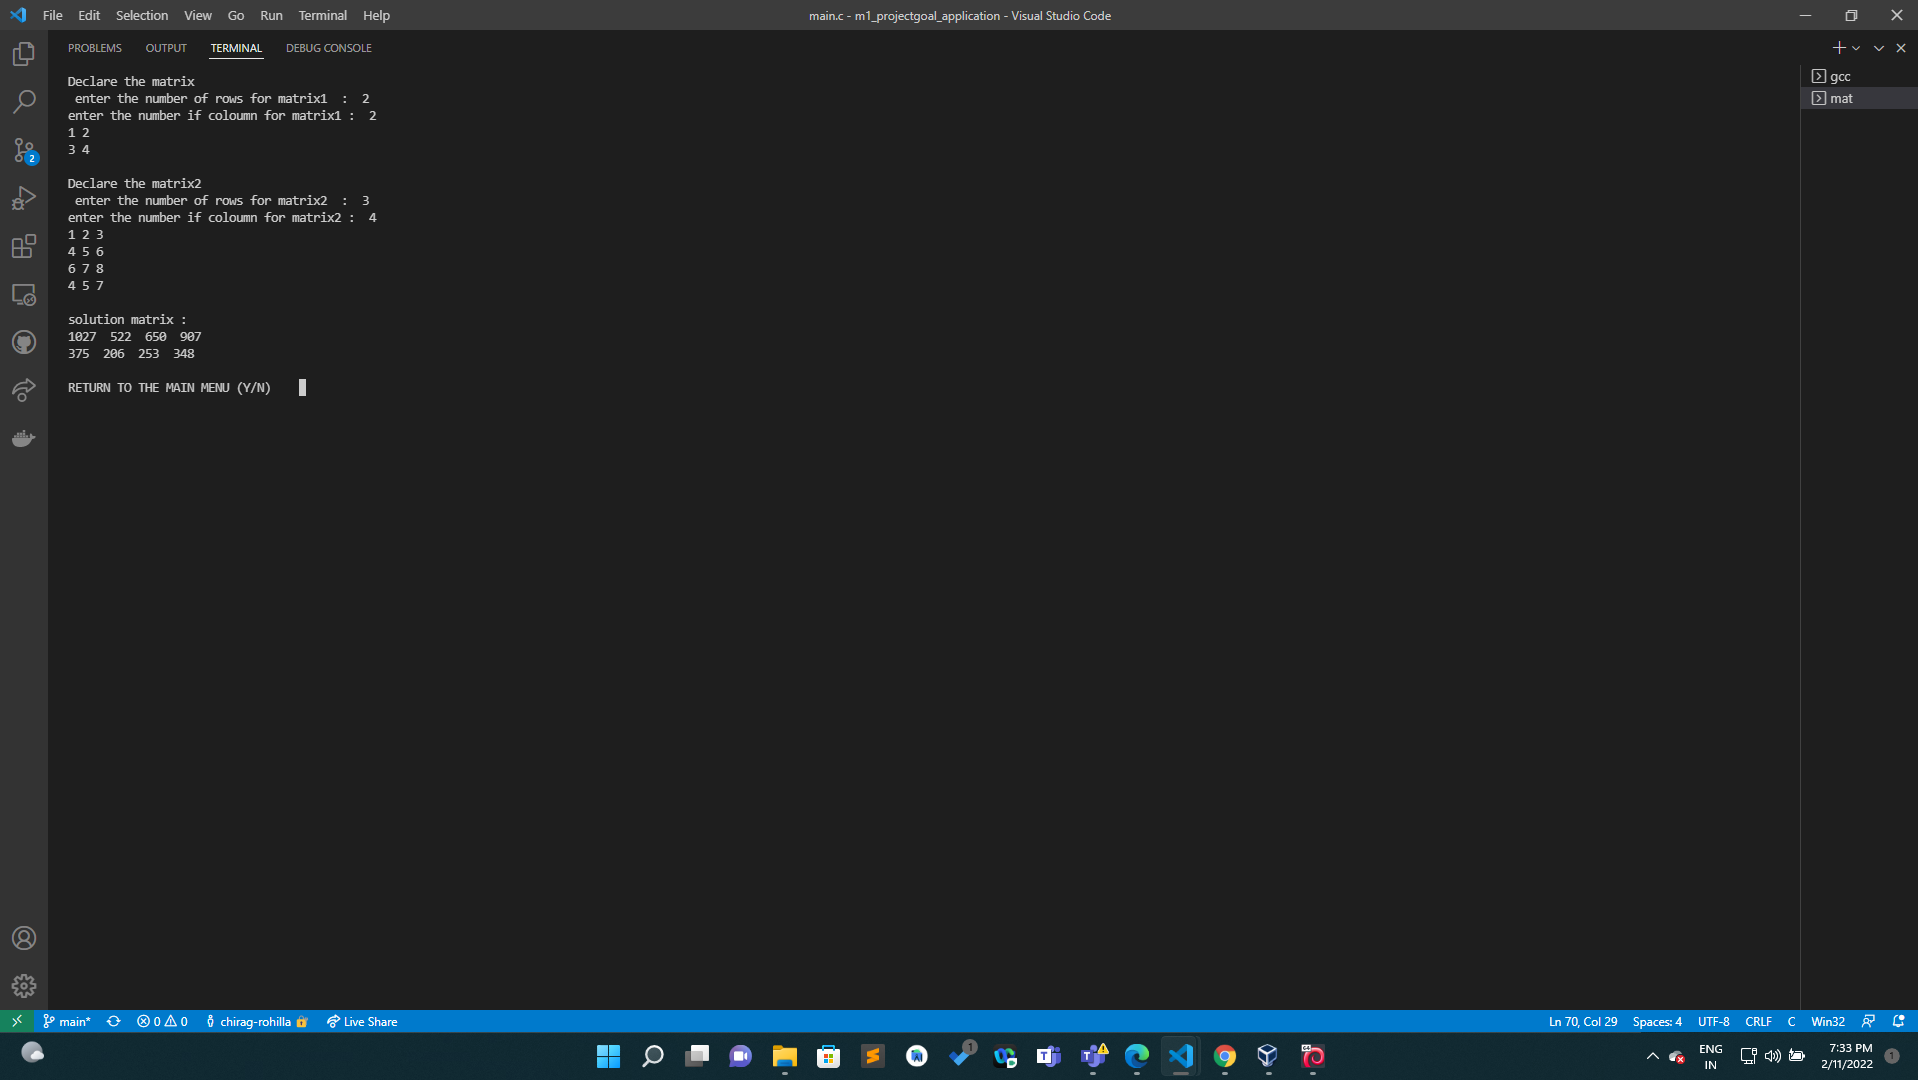 File Edit Selection View Go Run Terminal Help
main.c - m1_projectgoal_application - Visual Studio Code
PROBLEMS OUTPUT TERMINAL DEBUG CONSOLE
gcc
mat
2
Declare the matrix
enter the number of rows for matrix1 : 2
enter the number if coloumn for matrix1 : 2
1 2
3 4
Declare the matrix2
enter the number of rows for matrix2 : 3
enter the number if coloumn for matrix2 : 4
1 2 3
4 5 6
6 7 8
4 5 7
solution matrix :
1027 522 650 907
375 206 253 348
RETURN TO THE MAIN MENU (Y/N)
main* 0 0 chirag-rohilla Live Share
Ln 70, Col 29 Spaces: 4 UTF-8 CRLF C Win32
1
ENG
IN
7:33 PM
2/11/2022
1